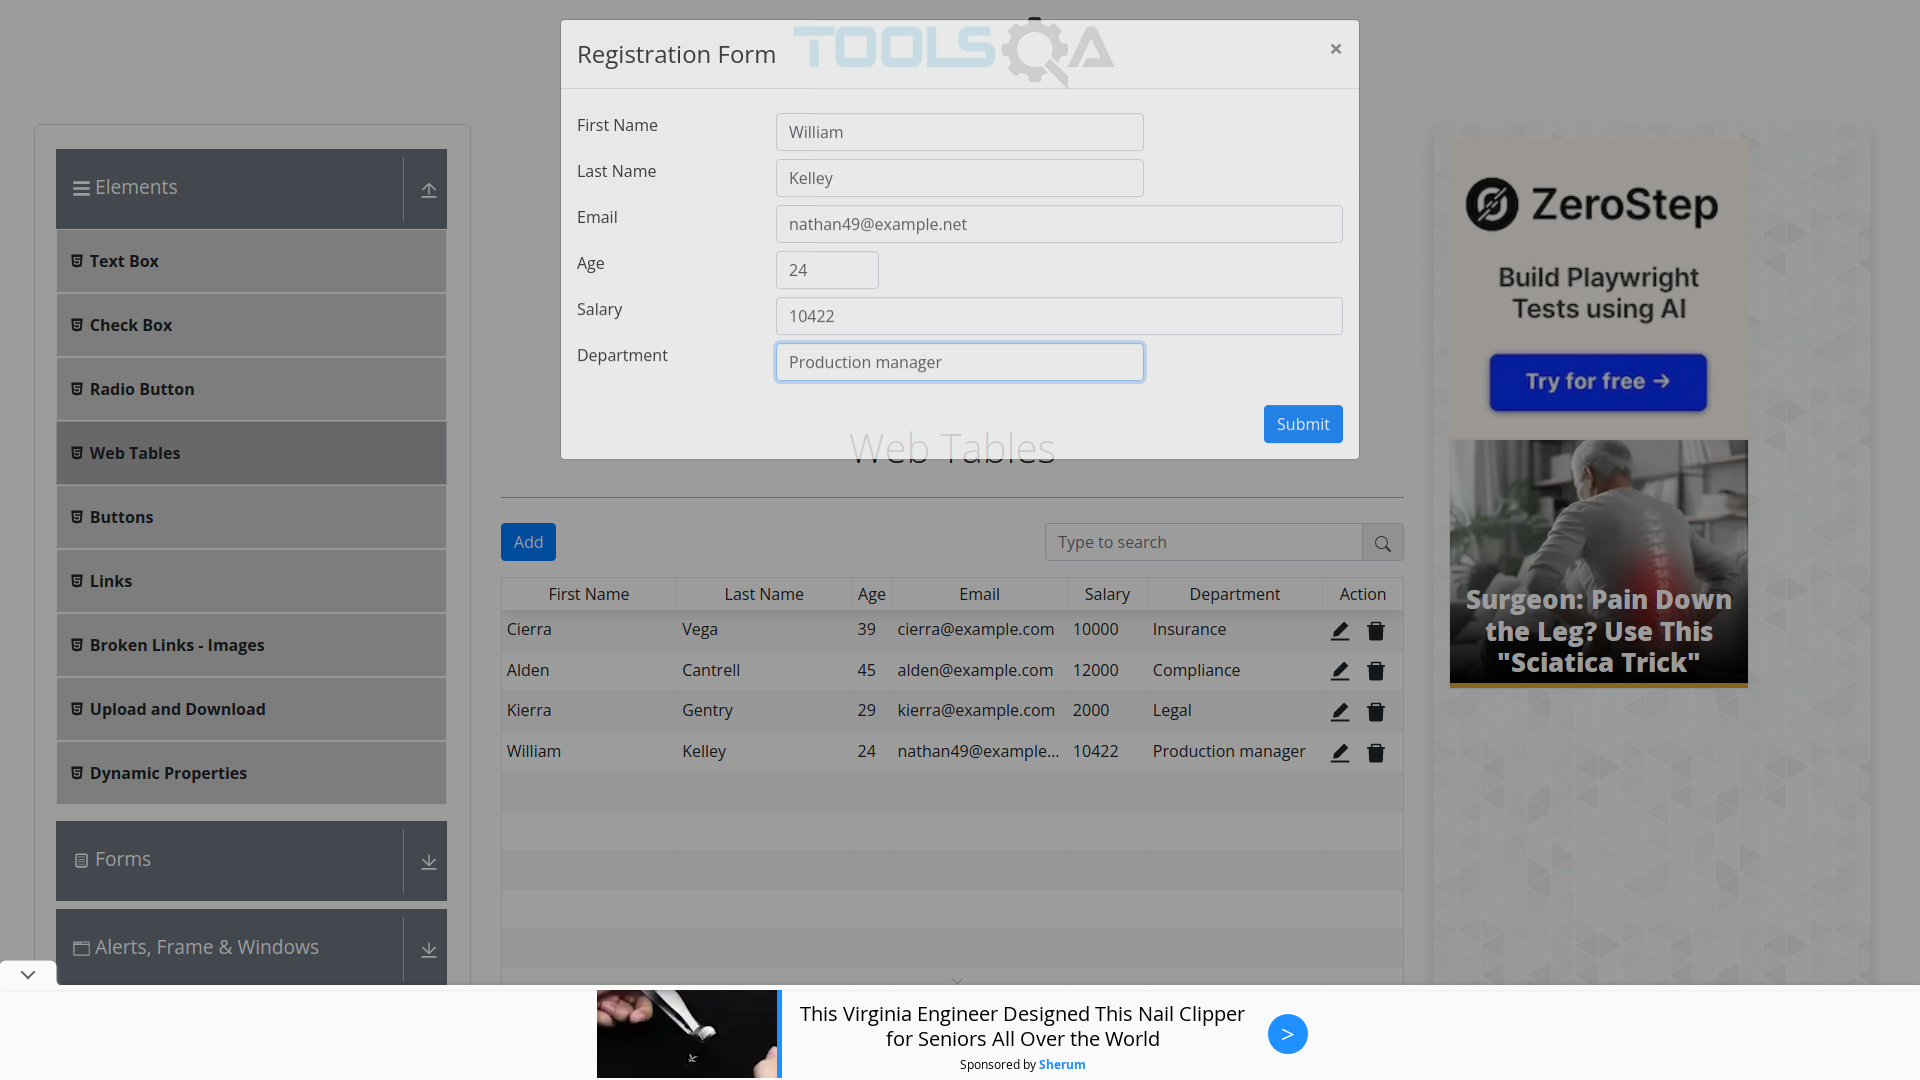 TOOLSQA
Registration Form
×
First Name
William
Last Name
Kelley
Email
nathan49@example.net
Age
24
Salary
10422
Department
Production manager
Submit
Web Tables
Elements
Text Box
Check Box
Radio Button
Web Tables
Buttons
Links
Broken Links - Images
Upload and Download
Dynamic Properties
Forms
Alerts, Frame & Windows
Add
Type to search
First Name Last Name Age Email Salary Department Action
Cierra Vega 39 cierra@example.com 10000 Insurance
Alden Cantrell 45 alden@example.com 12000 Compliance
Kierra Gentry 29 kierra@example.com 2000 Legal
William Kelley 24 nathan49@example... 10422 Production manager
ZeroStep
Build Playwright
Tests using AI
Try for free →
Surgeon: Pain Down
the Leg? Use This
"Sciatica Trick"
This Virginia Engineer Designed This Nail Clipper
for Seniors All Over the World
Sponsored by Sherum
>